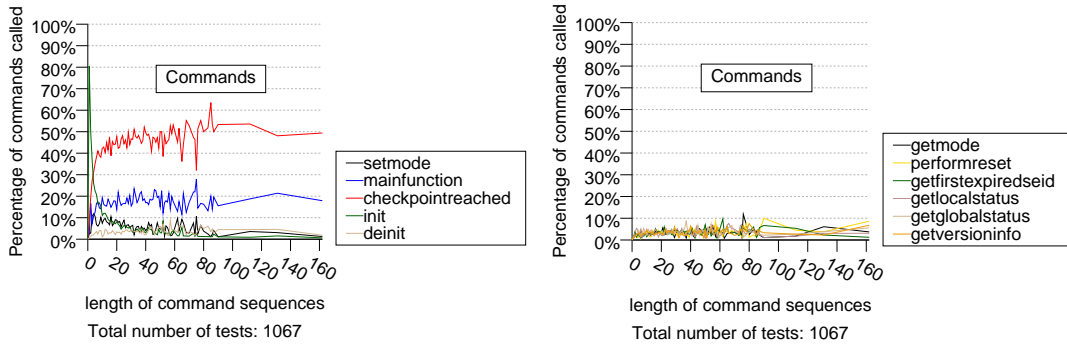 100%
90%
80%
70%
60%
50%
40%
30%
20%
10%
0%
Percentage of commands called
Commands
0 20 40 60 80 100 120 140 160
length of command sequences
Total number of tests: 1067
setmode
mainfunction
checkpointreached
init
deinit
100%
90%
80%
70%
60%
50%
40%
30%
20%
10%
0%
Percentage of commands called
Commands
0 20 40 60 80 100 120 140 160
length of command sequences
Total number of tests: 1067
getmode
performreset
getfirstexpiredseid
getlocalstatus
getglobalstatus
getversioninfo